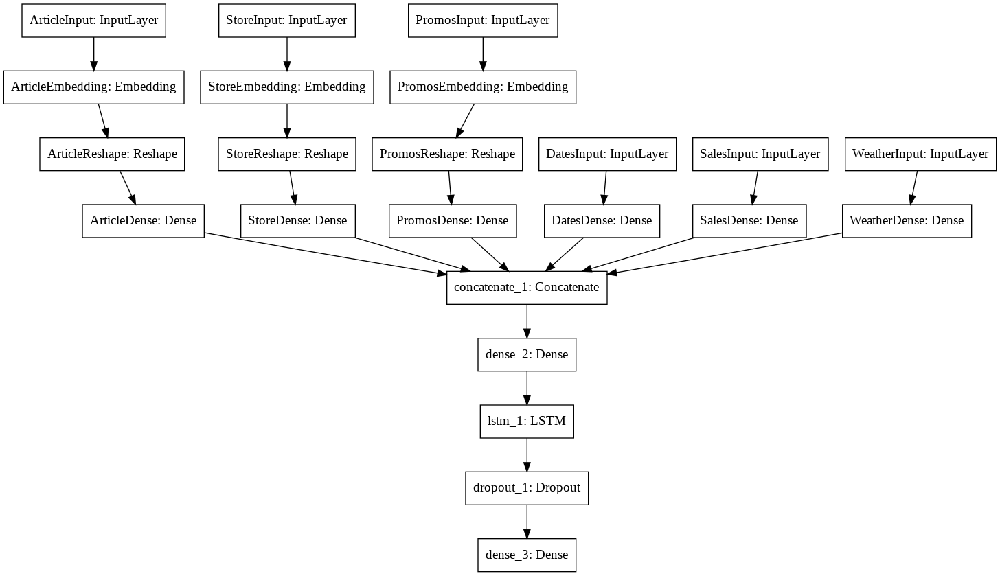 ArticleInput: InputLayer
StoreInput: InputLayer
PromosInput: InputLayer
ArticleEmbedding: Embedding
StoreEmbedding: Embedding
PromosEmbedding: Embedding
ArticleReshape: Reshape
StoreReshape: Reshape
PromosReshape: Reshape
DatesInput: InputLayer
SalesInput: InputLayer
WeatherInput: InputLayer
ArticleDense: Dense
StoreDense: Dense
PromosDense: Dense
DatesDense: Dense
SalesDense: Dense
WeatherDense: Dense
concatenate_1: Concatenate
dense_2: Dense
lstm_1: LSTM
dropout_1: Dropout
dense_3: Dense